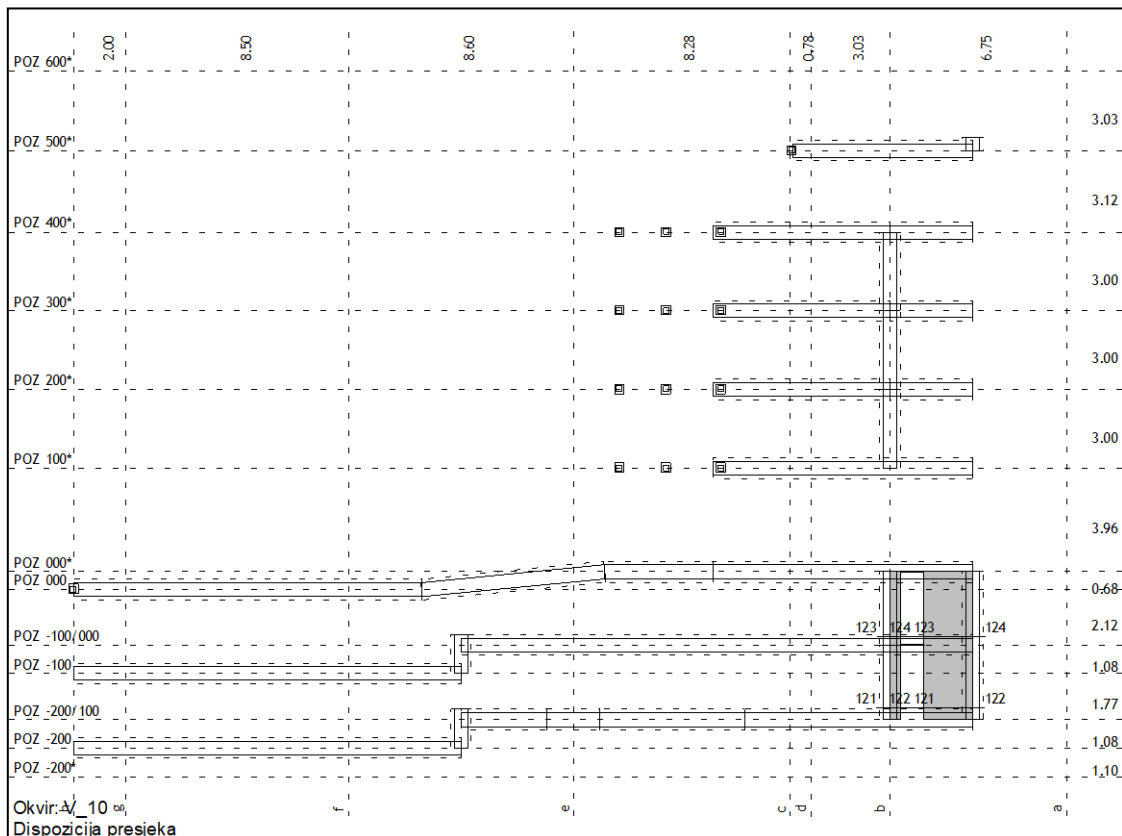 2.00 8.50 8.60 8.28 0.78 3.03 6.75
POZ 600*
3.03
POZ 500*
3.12
POZ 400*
3.00
POZ 300*
3.00
POZ 200*
3.00
POZ 100*
3.96
POZ 000*
POZ 000
0.68
2.12
POZ -100/000
123 124 123 124
POZ -100
1.08
121 122 121 122
1.77
POZ -200/100
POZ -200
1.08
POZ -200*
1.10
h g f e c d b a
Okvir: V_10
Dispozicija presjeka